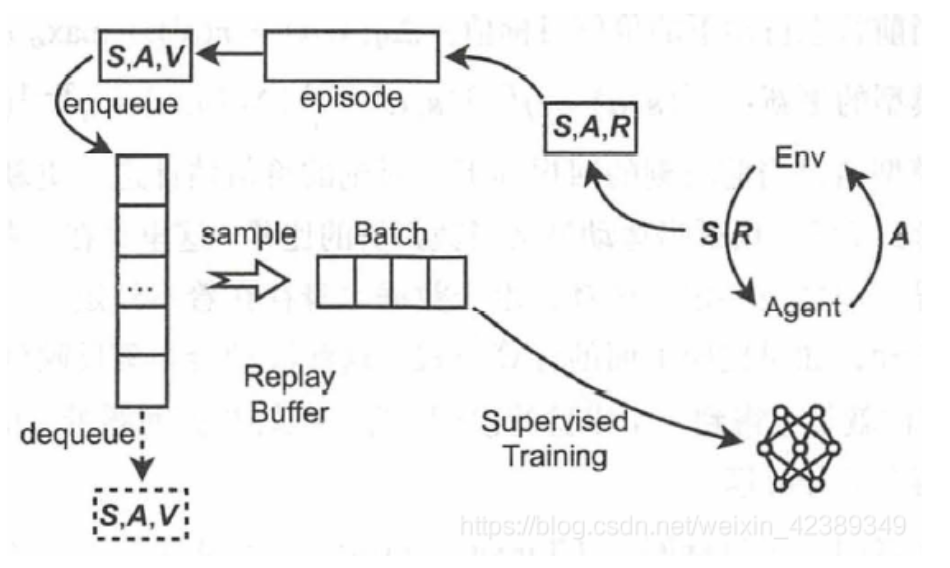 S,A,V
enqueue
episode
S,A,R
Env
S R
A
Agent
sample
Batch
...
Replay
Buffer
dequeue
S,A,V
Supervised
Training
https://blog.csdn.net/weixin_42389349